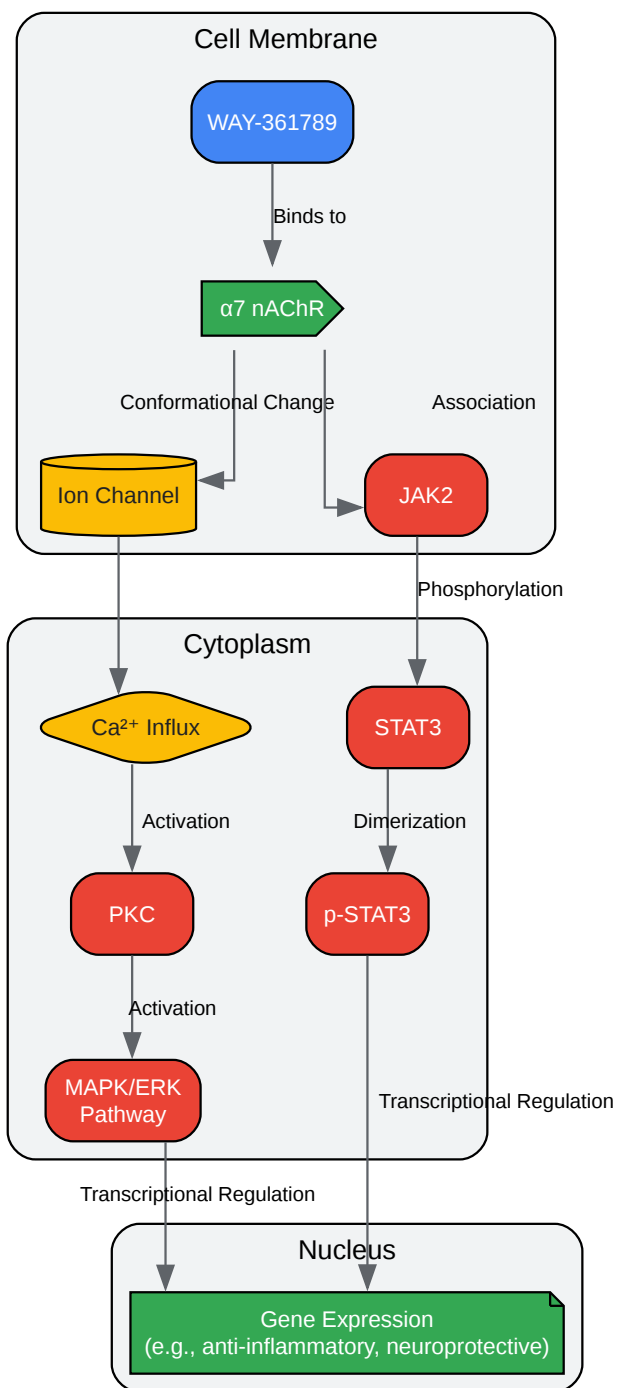 Cell Membrane
WAY-361789
Binds to
α7 nAChR
Conformational Change
Association
Ion Channel
JAK2
Phosphorylation
Cytoplasm
Ca²⁺ Influx
STAT3
Activation
Dimerization
PKC
p-STAT3
Activation
MAPK/ERK
Pathway
Transcriptional Regulation
Transcriptional Regulation
Nucleus
Gene Expression
(e.g., anti-inflammatory, neuroprotective)